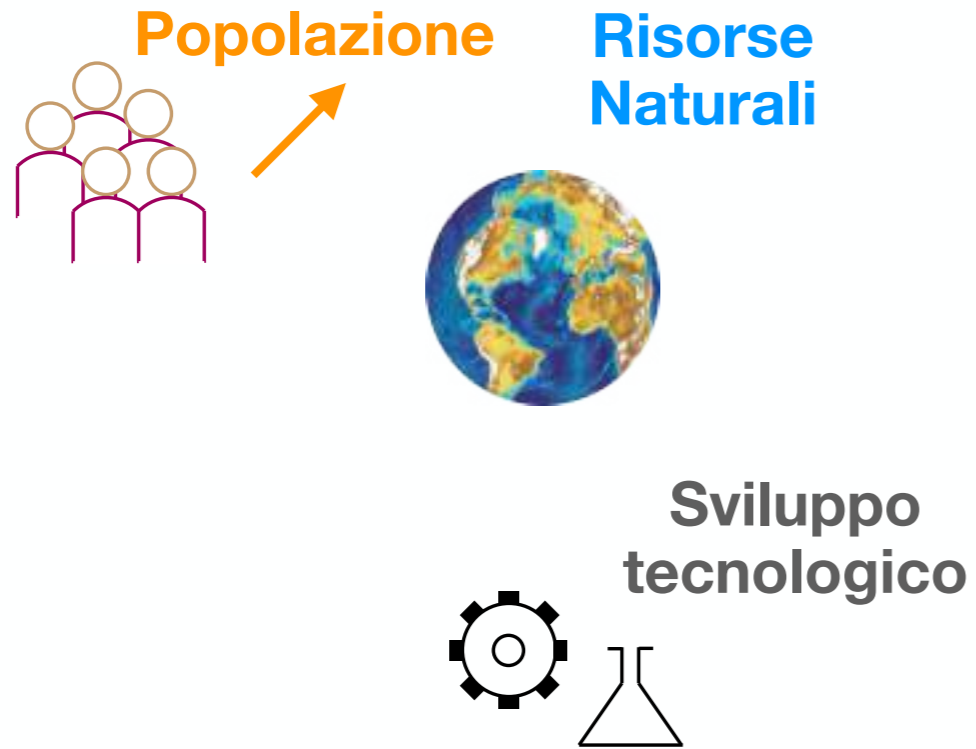 Popolazione
Risorse
Naturali
Sviluppo
tecnologico